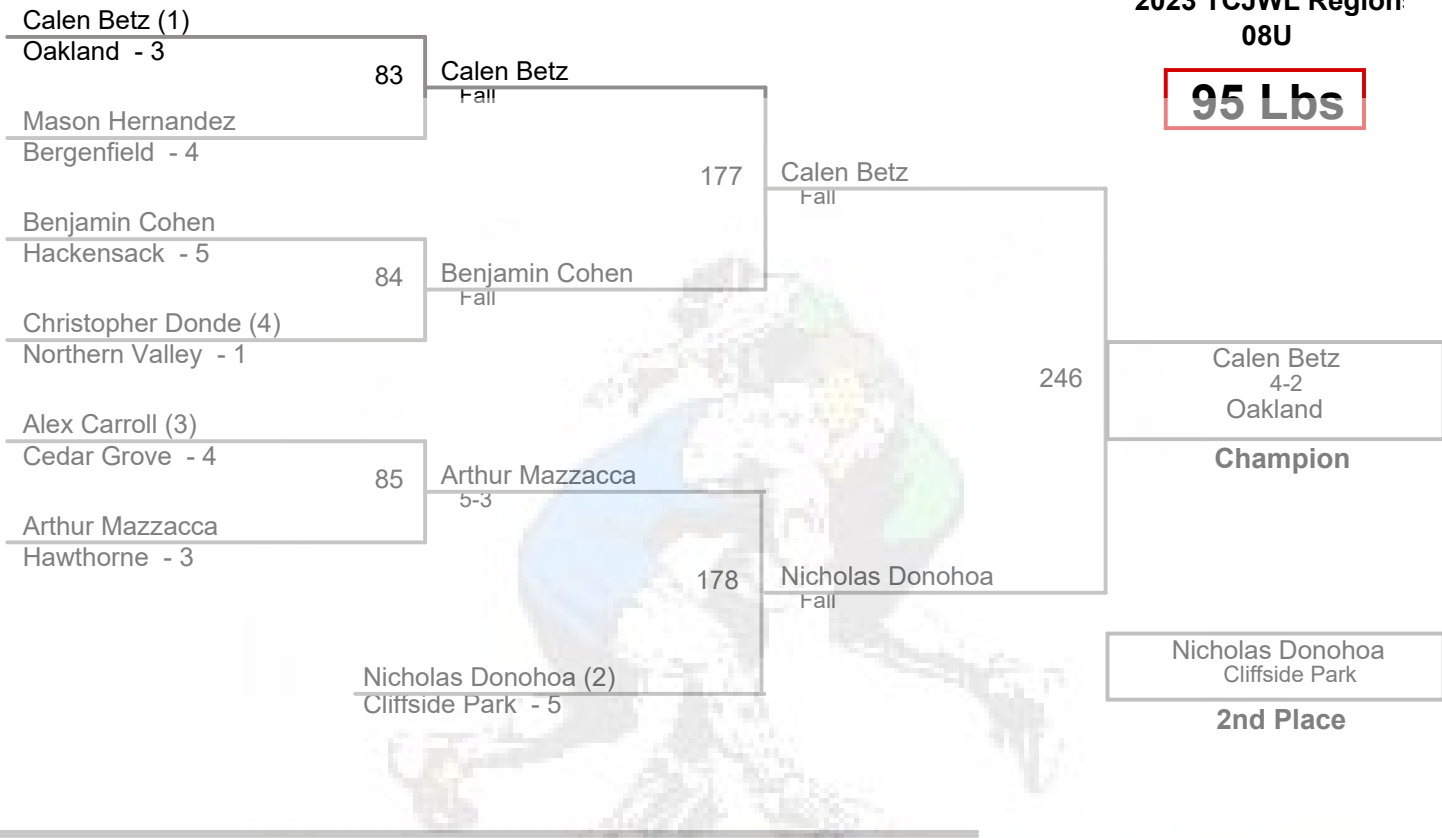 2023 TCJWL Region
08U
95 Lbs
Calen Betz (1)
Oakland - 3
83
Calen Betz
Fall
Mason Hernandez
Bergenfield - 4
177
Calen Betz
Fall
Benjamin Cohen
Hackensack - 5
84
Benjamin Cohen
Fall
Christopher Donde (4)
Northern Valley - 1
246
Calen Betz
4-2
Oakland
Champion
Alex Carroll (3)
Cedar Grove - 4
85
Arthur Mazzacca
5-3
Arthur Mazzacca
Hawthorne - 3
178
Nicholas Donohoa
Fall
Nicholas Donohoa (2)
Cliffside Park - 5
Nicholas Donohoa
Cliffside Park
2nd Place